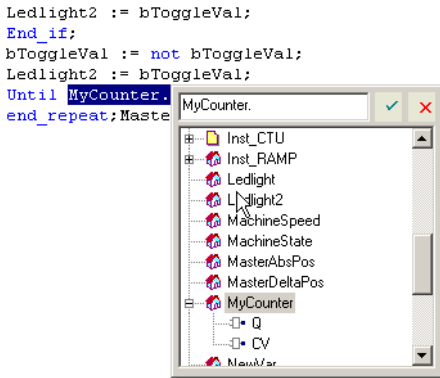 Ledlight2 := bToggleVal;
End_if;
bToggleVal := not bToggleVal;
Ledlight2 := bToggleVal;
Until MyCounter.
end_repeat;Maste
MyCounter.
Inst_CTU
Inst_RAMP
Ledlight
Ledlight2
MachineSpeed
MachineState
MasterAbsPos
MasterDeltaPos
MyCounter
Q
CV
NewVar